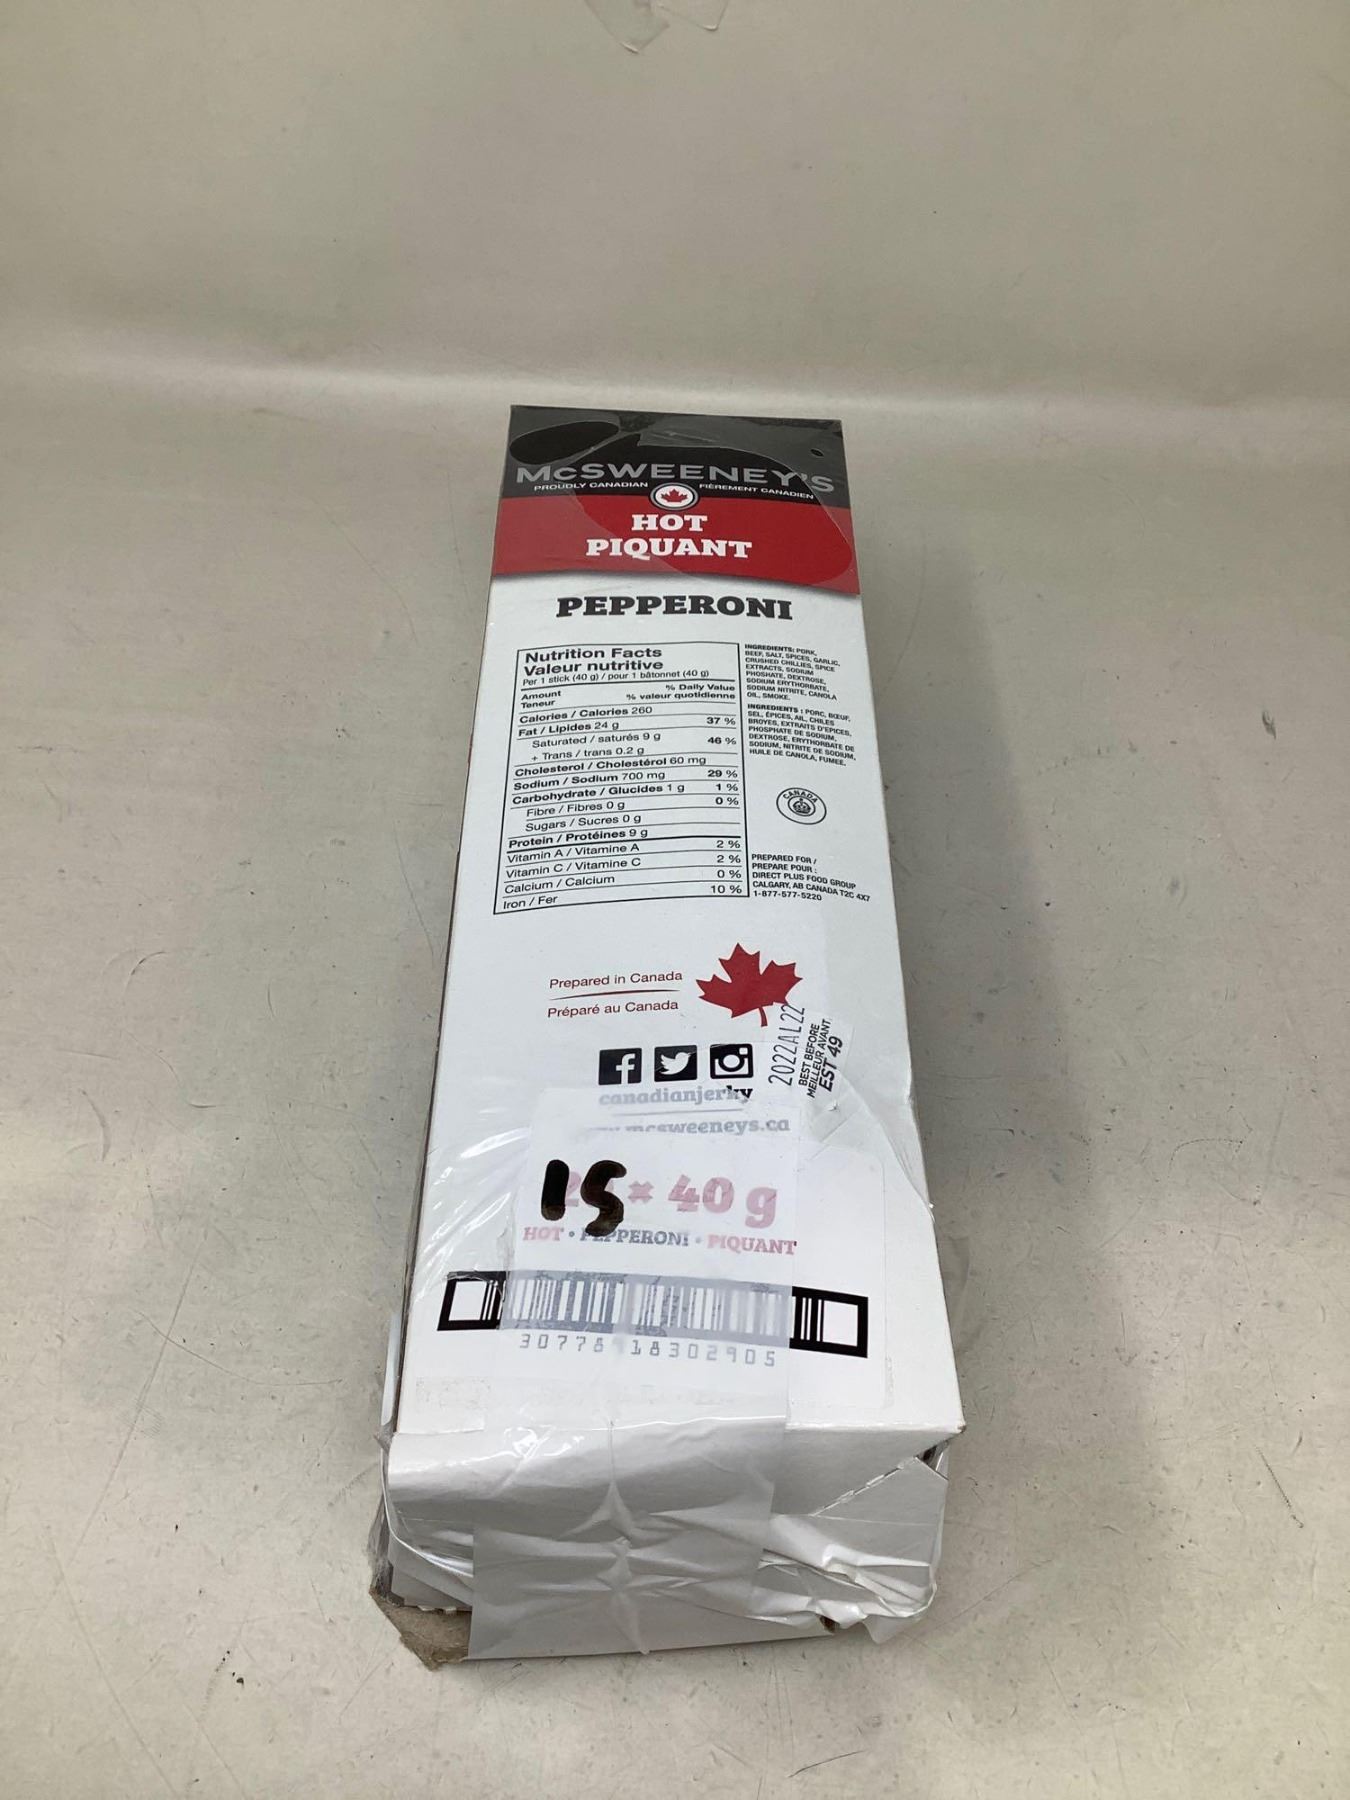 McSWEENEY'S
PROUDLY CANADIAN FIÈREMENT CANADIEN
HOT
PIQUANT
PEPPERONI
Nutrition Facts
Valeur nutritive
Per 1 stick (40 g) / pour 1 bâtonnet (40 g)
Amount % Daily Value
Teneur % valeur quotidienne
Calories / Calories 260
Fat / Lipides 24 g 37 %
Saturated / saturés 9 g 46 %
+ Trans / trans 0.2 g
Cholesterol / Cholestérol 60 mg
Sodium / Sodium 700 mg 29 %
Carbohydrate / Glucides 1 g 1 %
Fibre / Fibres 0 g 0 %
Sugars / Sucres 0 g
Protein / Protéines 9 g
Vitamin A / Vitamine A 2 %
Vitamin C / Vitamine C 2 %
Calcium / Calcium 0 %
Iron / Fer 10 %
INGREDIENTS: PORK,
BEEF, SALT, SPICES, GARLIC,
CRUSHED CHILLIES, SPICE
EXTRACTS, SODIUM
PHOSHATE, DEXTROSE,
SODIUM ERYTHORBATE,
SODIUM NITRITE, CANOLA
OIL, SMOKE.
INGREDIENTS : PORC, BŒUF,
SEL, ÉPICES, AIL, CHILES
BROYES, EXTRAITS D'EPICES,
PHOSPHATE DE SODIUM,
DEXTROSE, ERYTHORBATE DE
SODIUM, NITRITE DE SODIUM,
HUILE DE CANOLA, FUMEE.
CANADA
PREPARED FOR /
PREPARE POUR :
DIRECT PLUS FOOD GROUP
CALGARY, AB CANADA T2C 4X7
1-877-577-5220
Prepared in Canada
Préparé au Canada
2022AL22
BEST BEFORE
MEILLEUR AVANT
EST 49
canadianjerky
mcsweeneys.ca
15 × 40 g
HOT • PEPPERONI • PIQUANT
30778918302905